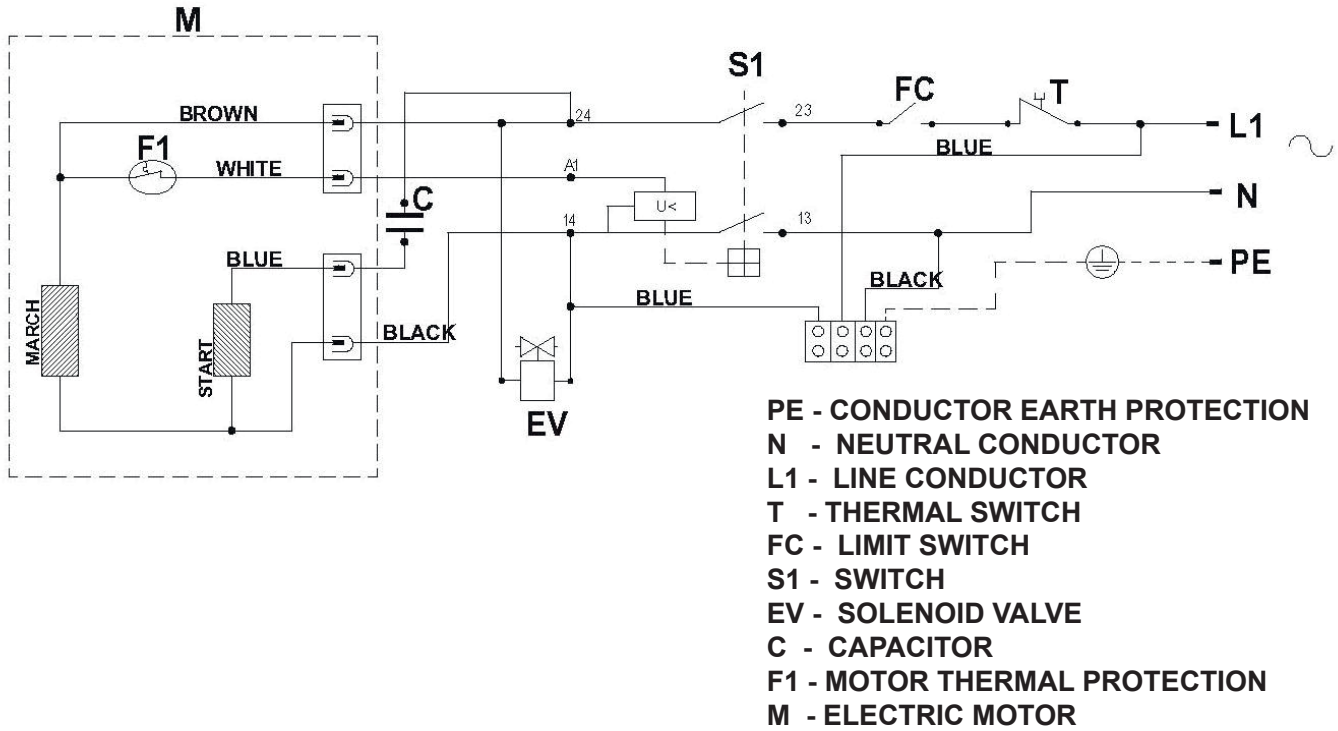 M
S1
FC
T
BROWN
24
23
L1
BLUE
F1
WHITE
A1
C
U<
N
14
13
BLUE
PE
BLACK
BLUE
MARCH
START
BLACK
EV
PE - CONDUCTOR EARTH PROTECTION
N - NEUTRAL CONDUCTOR
L1 - LINE CONDUCTOR
T - THERMAL SWITCH
FC - LIMIT SWITCH
S1 - SWITCH
EV - SOLENOID VALVE
C - CAPACITOR
F1 - MOTOR THERMAL PROTECTION
M - ELECTRIC MOTOR